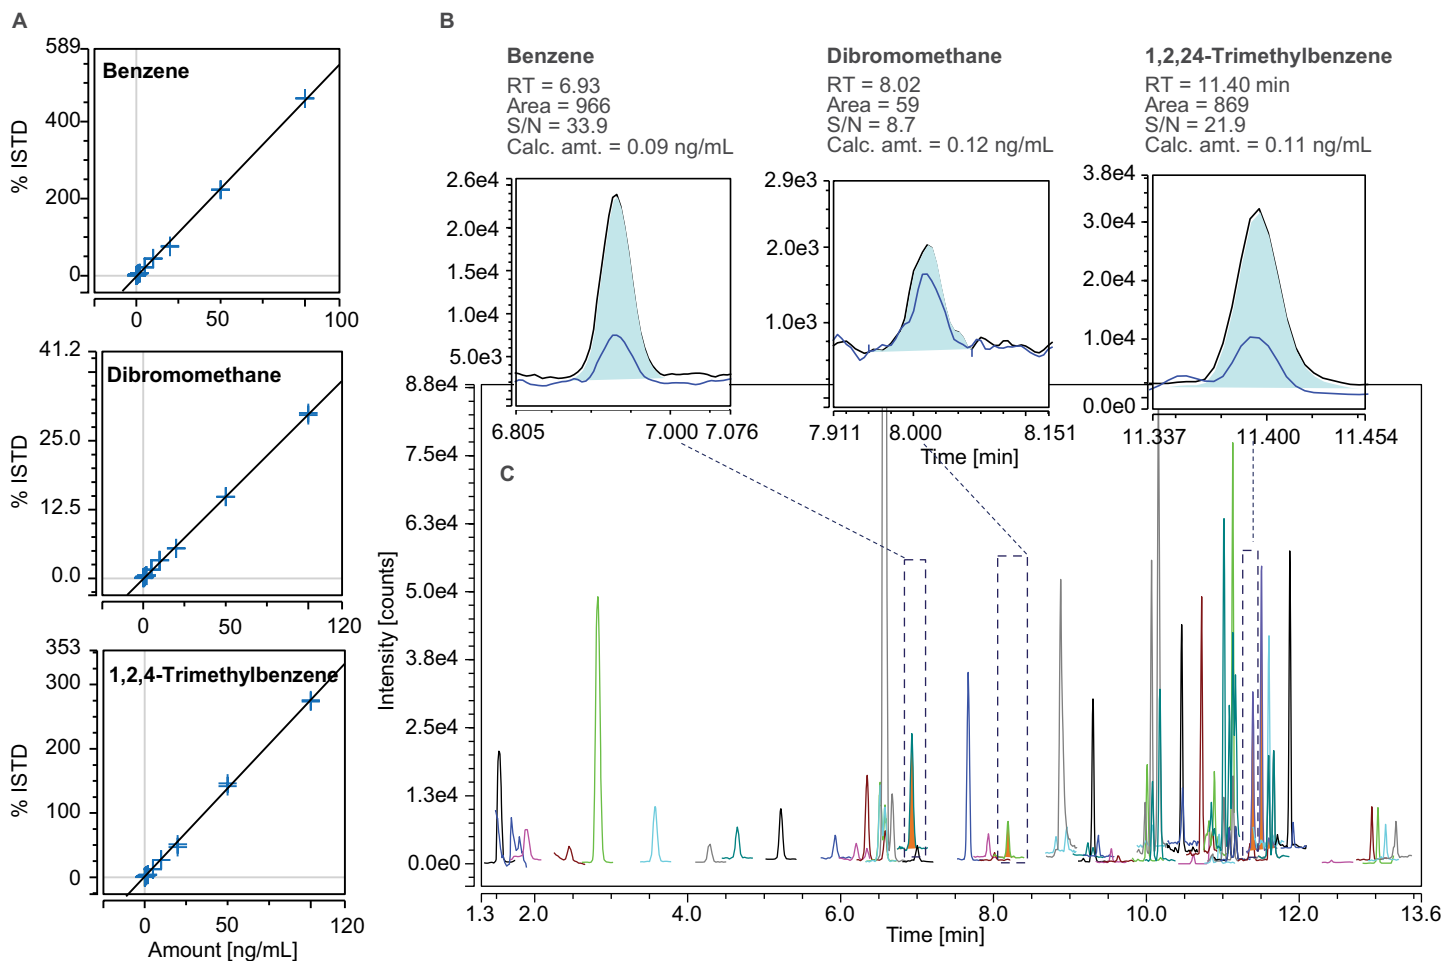 A
589
400
200
0
% ISTD
Benzene
0
50
100
41.2
25.0
12.5
0.0
% ISTD
Dibromomethane
0
50
120
353
300
200
100
0
% ISTD
1,2,4-Trimethylbenzene
0
50
120
Amount [ng/mL]
B
Benzene
RT = 6.93
Area = 966
S/N = 33.9
Calc. amt. = 0.09 ng/mL
2.6e4
2.0e4
1.5e4
1.0e4
5.0e3
6.805
7.000
7.076
Dibromomethane
RT = 8.02
Area = 59
S/N = 8.7
Calc. amt. = 0.12 ng/mL
2.9e3
2.0e3
1.0e3
7.911
8.000
8.151
Time [min]
1,2,24-Trimethylbenzene
RT = 11.40 min
Area = 869
S/N = 21.9
Calc. amt. = 0.11 ng/mL
3.8e4
3.0e4
2.0e4
1.0e4
0.0e0
11.337
11.400
11.454
C
8.8e4
7.5e4
6.3e4
5.0e4
3.8e4
2.5e4
1.3e4
0.0e0
Intensity [counts]
1.3
2.0
4.0
6.0
8.0
10.0
12.0
13.6
Time [min]